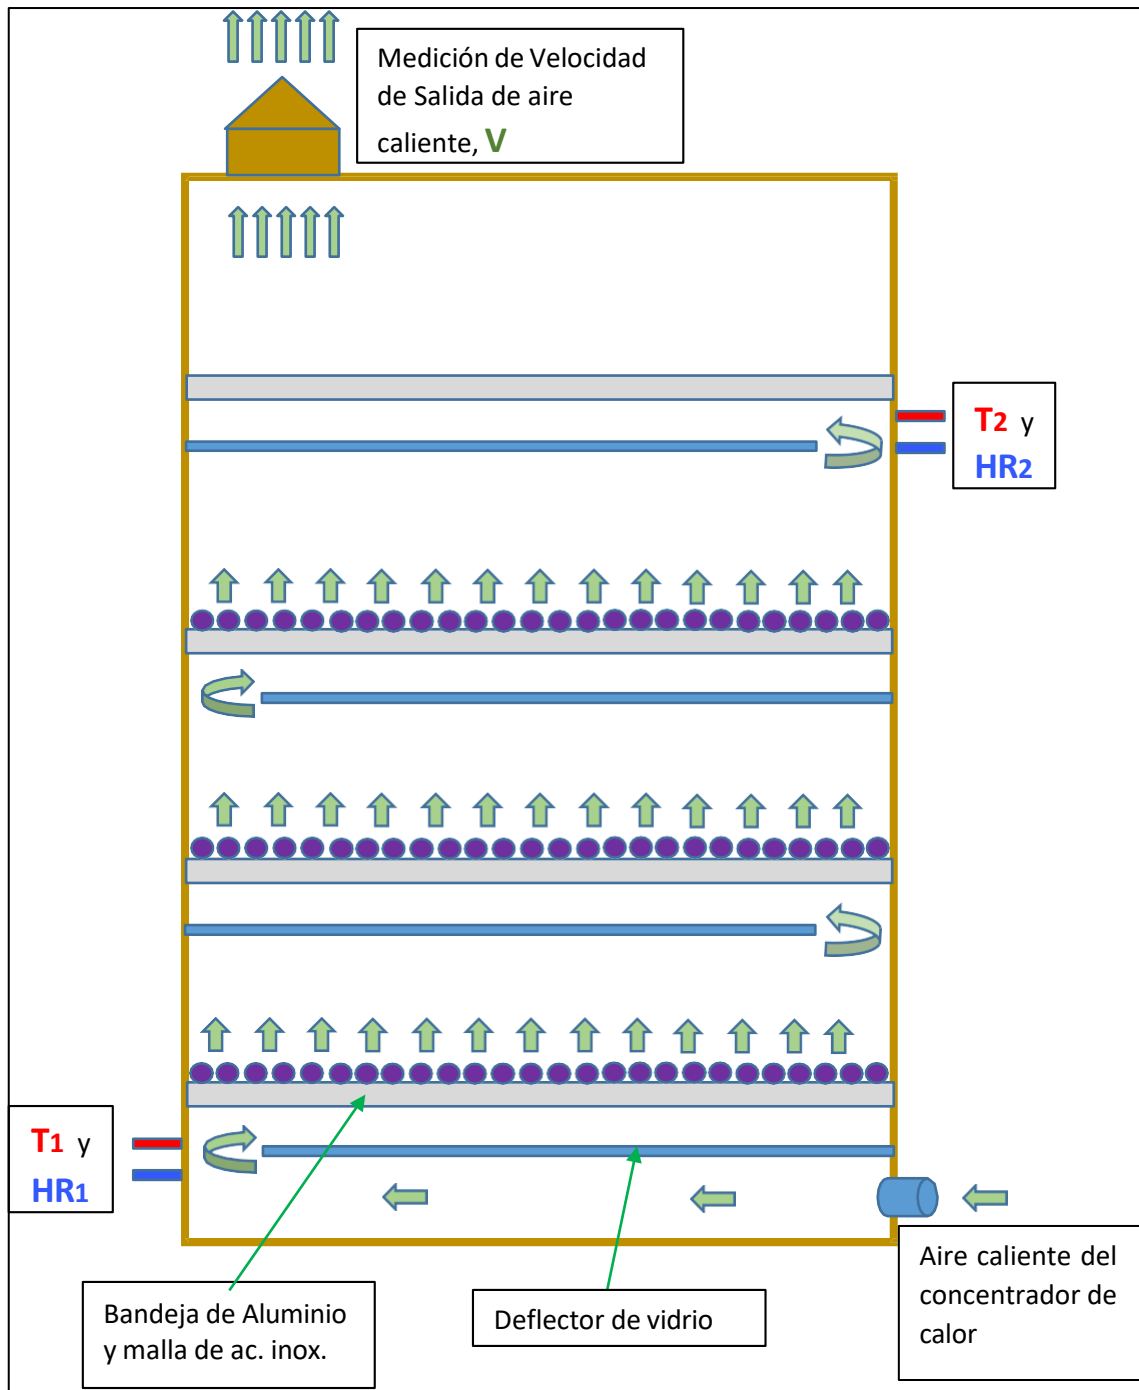 Medición de Velocidad
de Salida de aire
caliente, V
T2 y
HR2
T1 y
HR1
Aire caliente del
concentrador de
calor
Bandeja de Aluminio
y malla de ac. inox.
Deflector de vidrio